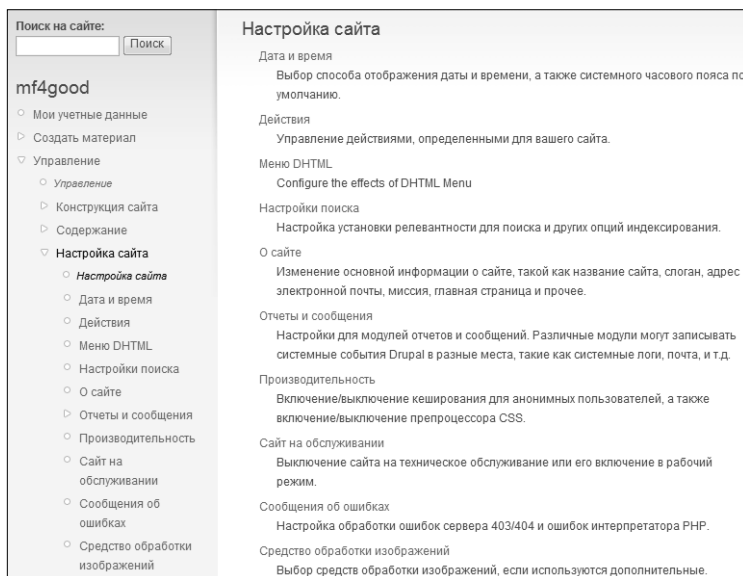 Поиск на сайте:
Поиск
mf4good
Мои учетные данные
Создать материал
Управление
Управление
Конструкция сайта
Содержание
Настройка сайта
Настройка сайта
Дата и время
Действия
Меню DHTML
Настройки поиска
О сайте
Отчеты и сообщения
Производительность
Сайт на
обслуживании
Сообщения об
ошибках
Средство обработки
изображений
Настройка сайта
Дата и время
Выбор способа отображения даты и времени, а также системного часового пояса по
умолчанию.
Действия
Управление действиями, определенными для вашего сайта.
Меню DHTML
Configure the effects of DHTML Menu
Настройки поиска
Настройка установки релевантности для поиска и других опций индексирования.
О сайте
Изменение основной информации о сайте, такой как название сайта, слоган, адрес
электронной почты, миссия, главная страница и прочее.
Отчеты и сообщения
Настройки для модулей отчетов и сообщений. Различные модули могут записывать
системные события Drupal в разные места, такие как системные логи, почта, и т.д.
Производительность
Включение/выключение кеширования для анонимных пользователей, а также
включение/выключение препроцессора CSS.
Сайт на обслуживании
Выключение сайта на техническое обслуживание или его включение в рабочий
режим.
Сообщения об ошибках
Настройка обработки ошибок сервера 403/404 и ошибок интерпретатора PHP.
Средство обработки изображений
Выбор средств обработки изображений, если используются дополнительные.